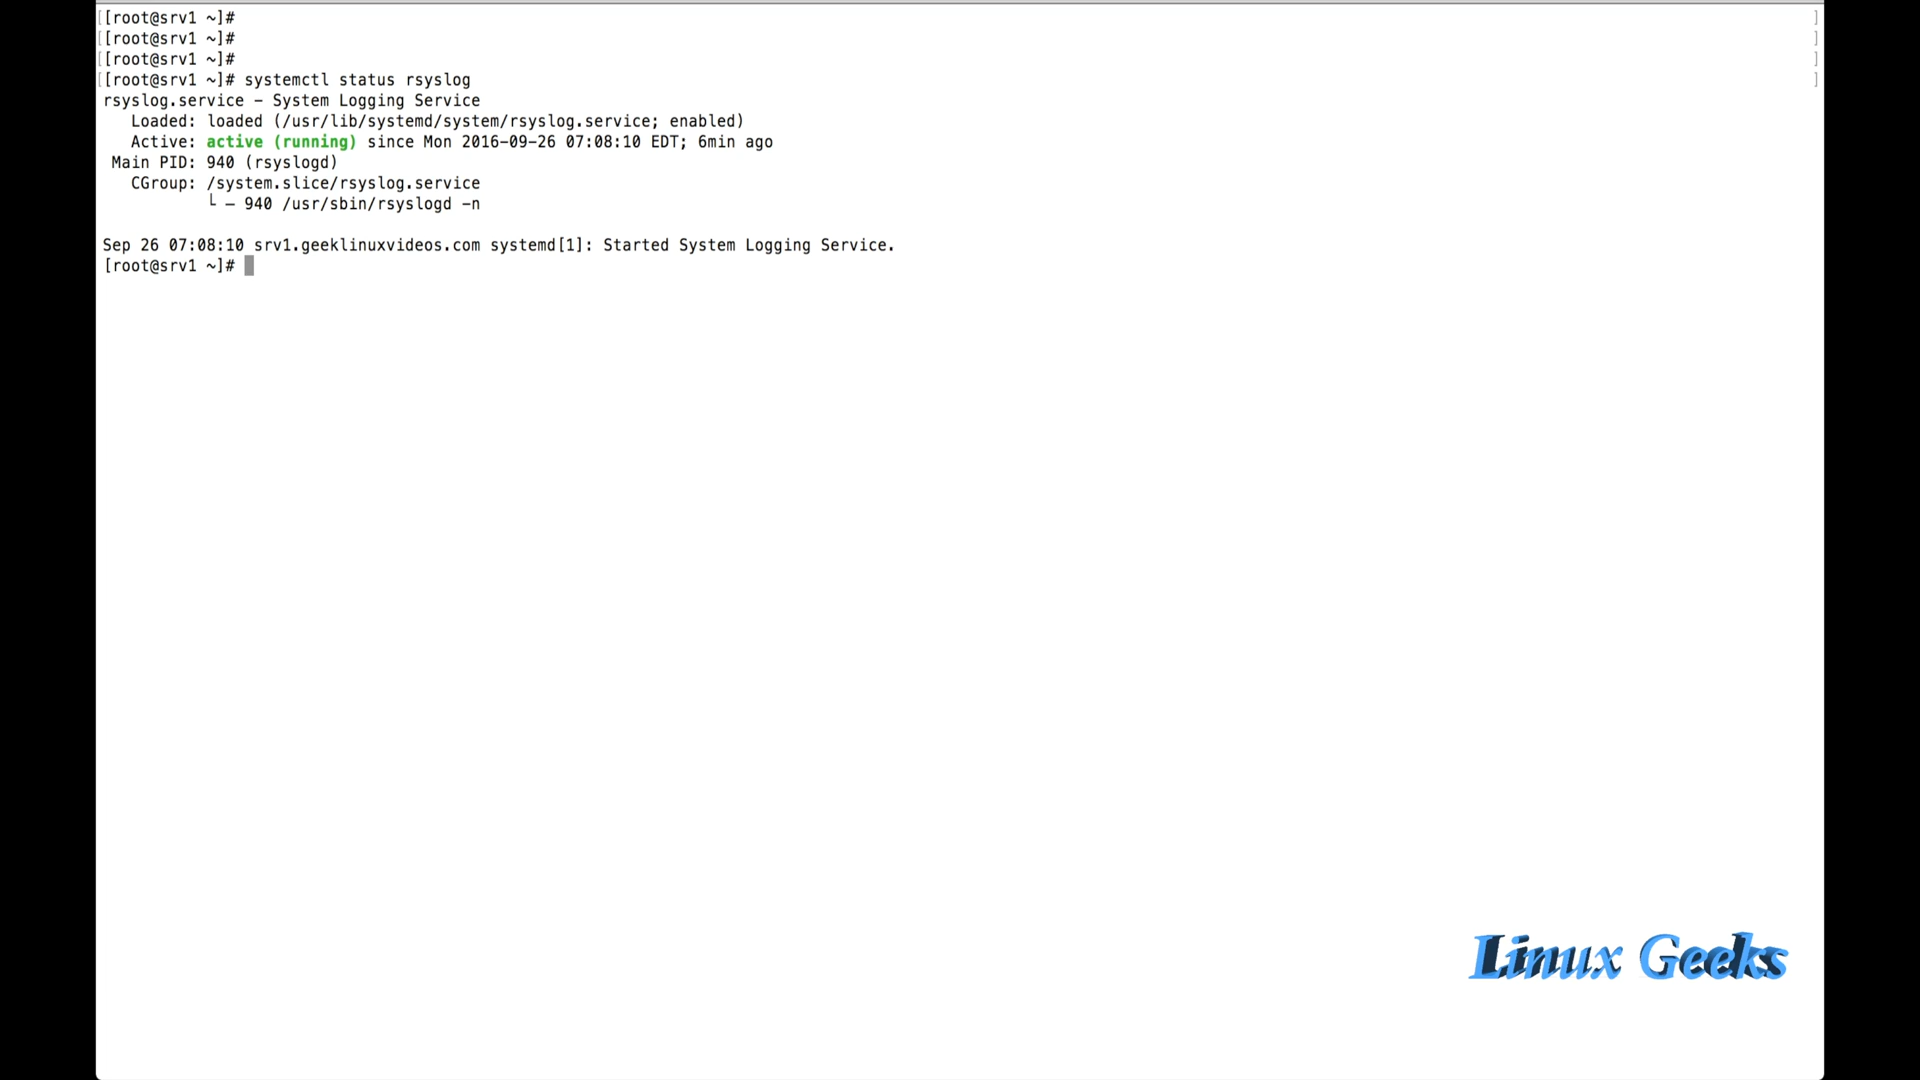 [[root@srv1 ~]# ]
[[root@srv1 ~]# ]
[[root@srv1 ~]# ]
[[root@srv1 ~]# systemctl status rsyslog ]
rsyslog.service - System Logging Service
   Loaded: loaded (/usr/lib/systemd/system/rsyslog.service; enabled)
   Active: active (running) since Mon 2016-09-26 07:08:10 EDT; 6min ago
 Main PID: 940 (rsyslogd)
   CGroup: /system.slice/rsyslog.service
           └ - 940 /usr/sbin/rsyslogd -n
Sep 26 07:08:10 srv1.geeklinuxvideos.com systemd[1]: Started System Logging Service.
[root@srv1 ~]#
Linux Geeks